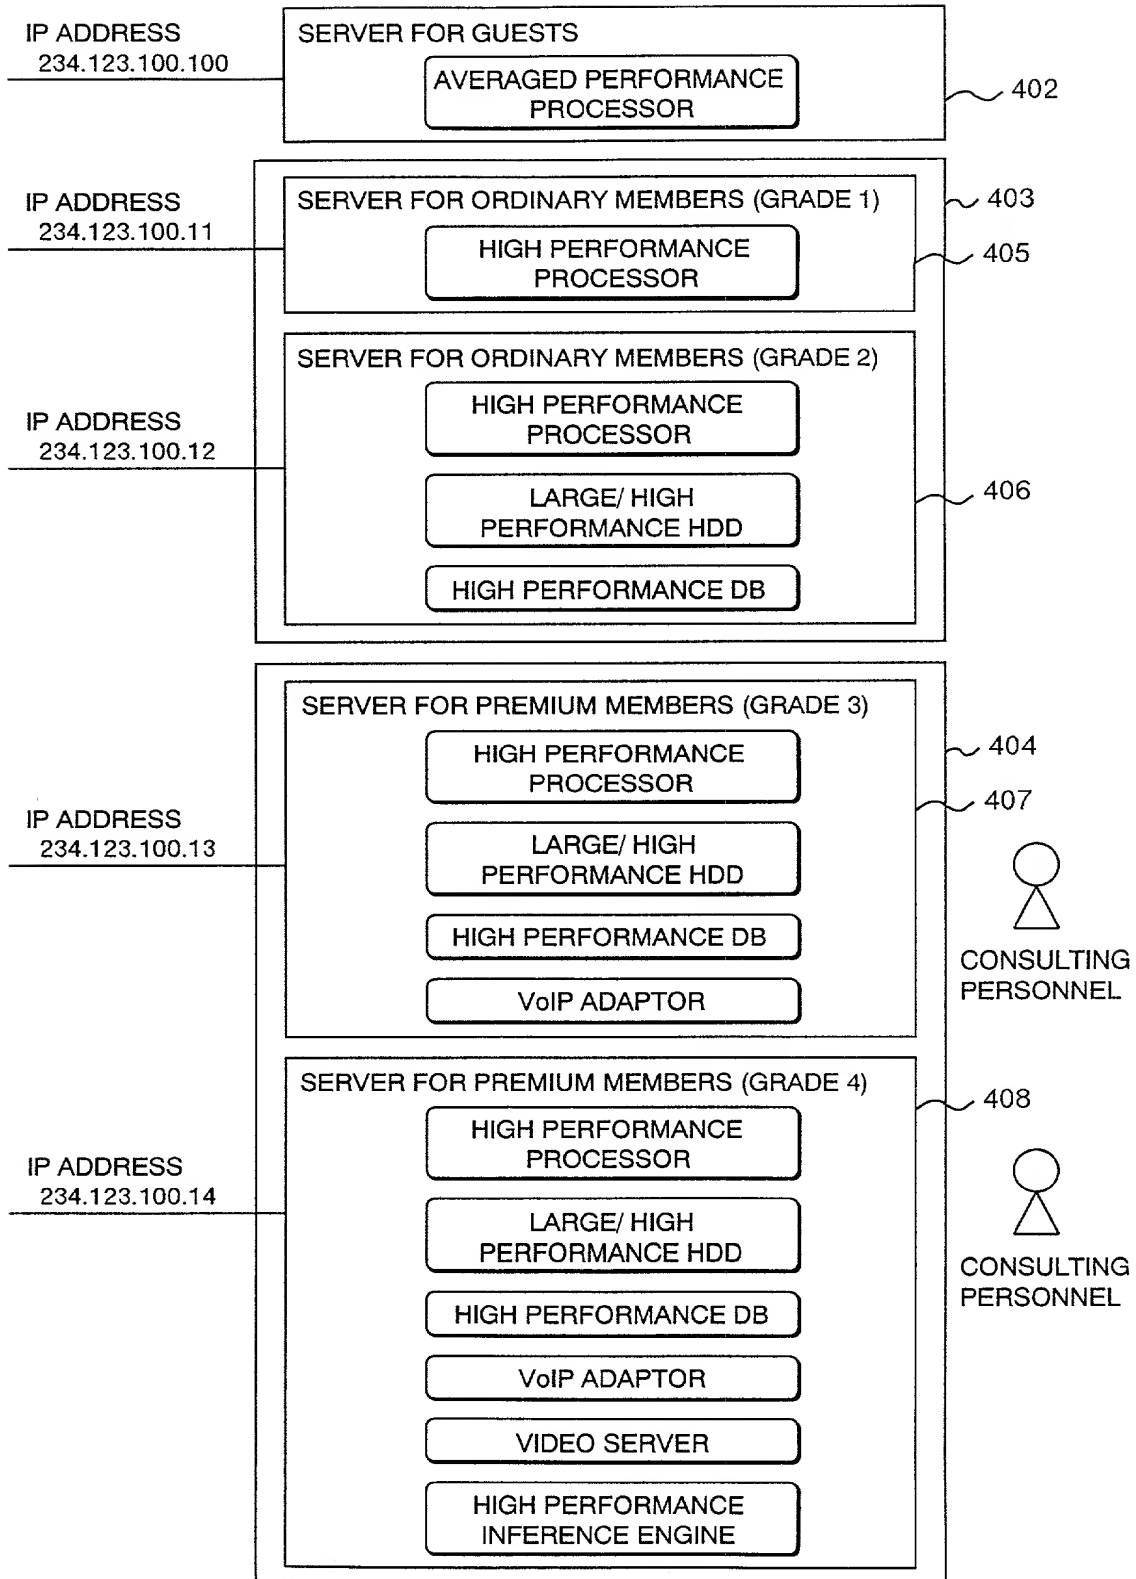 IP ADDRESS
234.123.100.100
SERVER FOR GUESTS
AVERAGED PERFORMANCE
PROCESSOR
402
403
IP ADDRESS
234.123.100.11
SERVER FOR ORDINARY MEMBERS (GRADE 1)
HIGH PERFORMANCE
PROCESSOR
405
SERVER FOR ORDINARY MEMBERS (GRADE 2)
IP ADDRESS
234.123.100.12
HIGH PERFORMANCE
PROCESSOR
LARGE/ HIGH
PERFORMANCE HDD
HIGH PERFORMANCE DB
406
SERVER FOR PREMIUM MEMBERS (GRADE 3)
404
407
IP ADDRESS
234.123.100.13
HIGH PERFORMANCE
PROCESSOR
LARGE/ HIGH
PERFORMANCE HDD
HIGH PERFORMANCE DB
VoIP ADAPTOR
CONSULTING
PERSONNEL
SERVER FOR PREMIUM MEMBERS (GRADE 4)
408
IP ADDRESS
234.123.100.14
HIGH PERFORMANCE
PROCESSOR
LARGE/ HIGH
PERFORMANCE HDD
HIGH PERFORMANCE DB
VoIP ADAPTOR
VIDEO SERVER
HIGH PERFORMANCE
INFERENCE ENGINE
CONSULTING
PERSONNEL